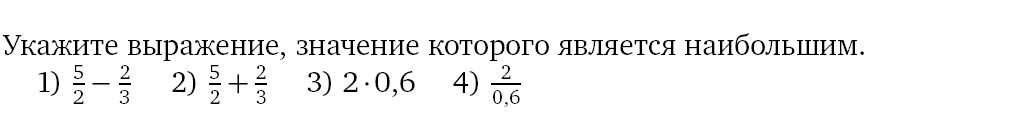 Укажите выражение, значение которого является наибольшим.
1) 5/2 − 2/3 2) 5/2 + 2/3 3) 2 · 0,6 4) 2/0,6